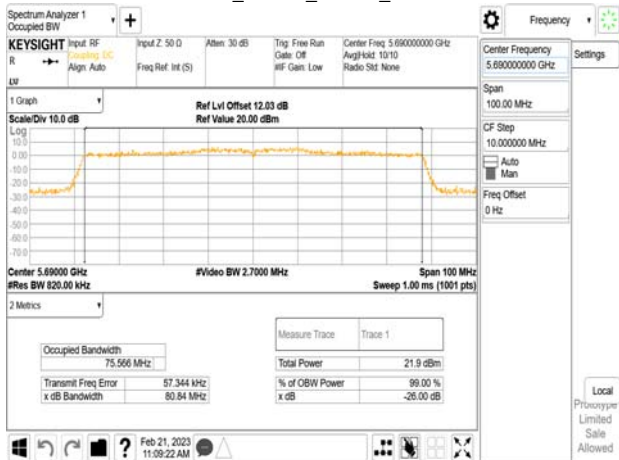 Spectrum Analyzer 1
Occupied BW
Frequency
KEYSIGHT
R
LXI
Input: RF
Coupling: DC
Align: Auto
Input Z: 50 Ω
Freq Ref: Int (S)
Atten: 30 dB
Trig: Free Run
Gate: Off
#IF Gain: Low
Center Freq: 5.690000000 GHz
Avg|Hold: 10/10
Radio Std: None
Center Frequency
5.690000000 GHz
Settings
Span
100.00 MHz
CF Step
10.000000 MHz
Auto
Man
Freq Offset
0 Hz
1 Graph
Scale/Div 10.0 dB
Ref Lvl Offset 12.03 dB
Ref Value 20.00 dBm
Log
10.0
0.00
-10.0
-20.0
-30.0
-40.0
-50.0
-60.0
-70.0
Center 5.69000 GHz
#Res BW 820.00 kHz
#Video BW 2.7000 MHz
Span 100 MHz
Sweep 1.00 ms (1001 pts)
2 Metrics
Measure Trace Trace 1
Occupied Bandwidth
75.566 MHz
Total Power 21.9 dBm
Transmit Freq Error 57.344 kHz
% of OBW Power 99.00 %
x dB Bandwidth 80.84 MHz
x dB -26.00 dB
Local
Prototype
Limited
Sale
Allowed
Feb 21, 2023
11:09:22 AM